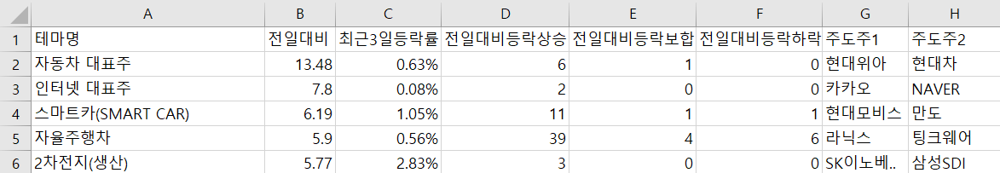 A B C D E F G H
1 테마명 전일대비 최근3일등락률 전일대비등락상승 전일대비등락보합 전일대비등락하락 주도주1 주도주2
2 자동차 대표주 13.48 0.63% 6 1 0 현대위아 현대차
3 인터넷 대표주 7.8 0.08% 2 0 0 카카오 NAVER
4 스마트카(SMART CAR) 6.19 1.05% 11 1 1 현대모비스 만도
5 자율주행차 5.9 0.56% 39 4 6 라닉스 팅크웨어
6 2차전지(생산) 5.77 2.83% 3 0 0 SK이노베.. 삼성SDI